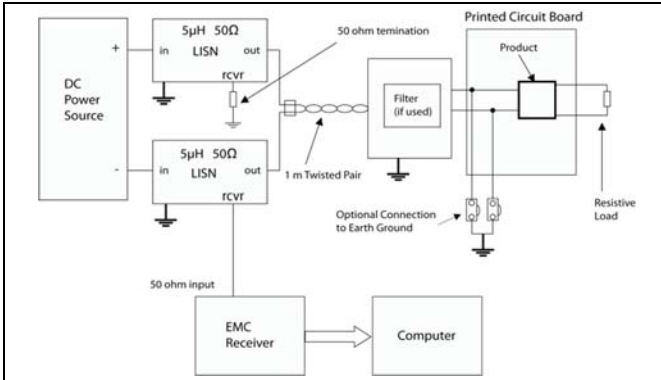 Printed Circuit Board
5μH 50Ω
in
out
LISN
rcvr
50 ohm temination
Product
+
DC
Power
Source
-
Filter
(if used)
5μH 50Ω
in
out
LISN
rcvr
1 m Twisted Pair
Optional Connection
to Earth Ground
Resistive
Load
50 ohm input
EMC
Receiver
Computer